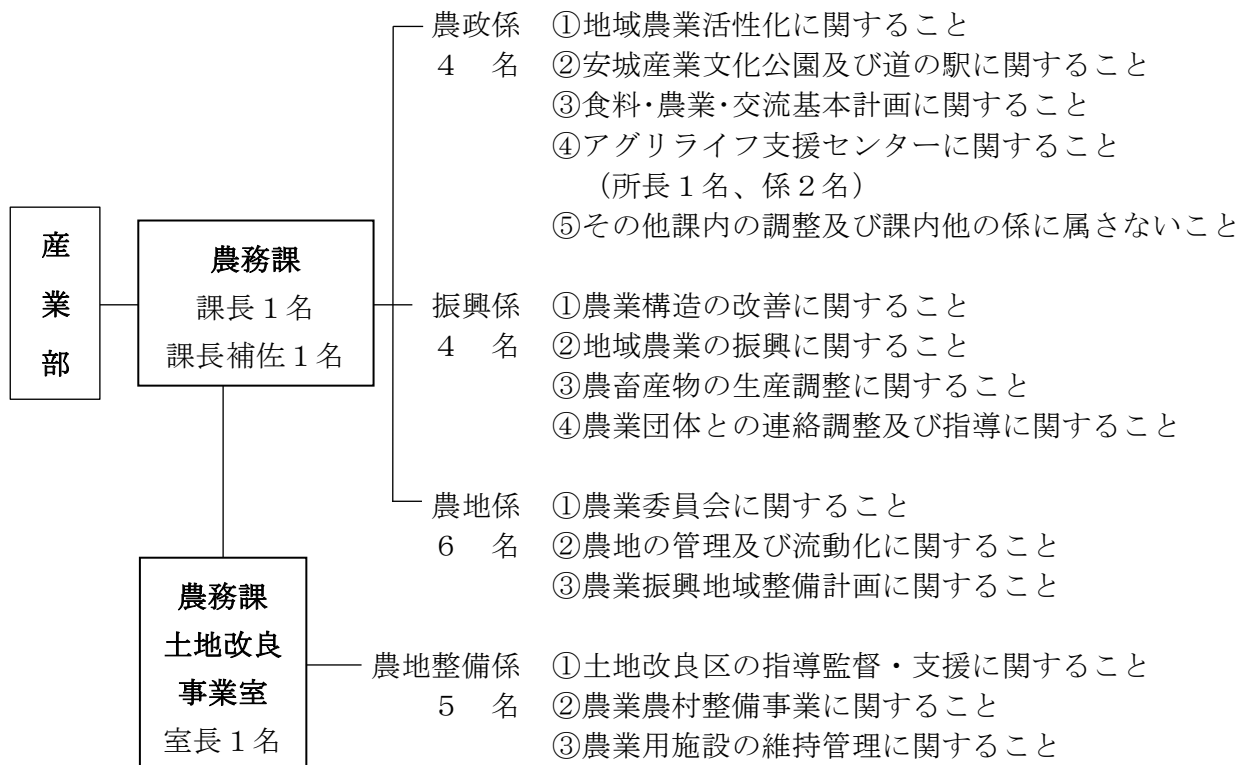 産業部
農務課
課長１名
課長補佐１名
農政係
４　名
①地域農業活性化に関すること
②安城産業文化公園及び道の駅に関すること
③食料・農業・交流基本計画に関すること
④アグリライフ支援センターに関すること
（所長１名、係２名）
⑤その他課内の調整及び課内他の係に属さないこと
振興係
４　名
①農業構造の改善に関すること
②地域農業の振興に関すること
③農畜産物の生産調整に関すること
④農業団体との連絡調整及び指導に関すること
農地係
６　名
①農業委員会に関すること
②農地の管理及び流動化に関すること
③農業振興地域整備計画に関すること
農務課
土地改良
事業室
室長１名
農地整備係
５　名
①土地改良区の指導監督・支援に関すること
②農業農村整備事業に関すること
③農業用施設の維持管理に関すること